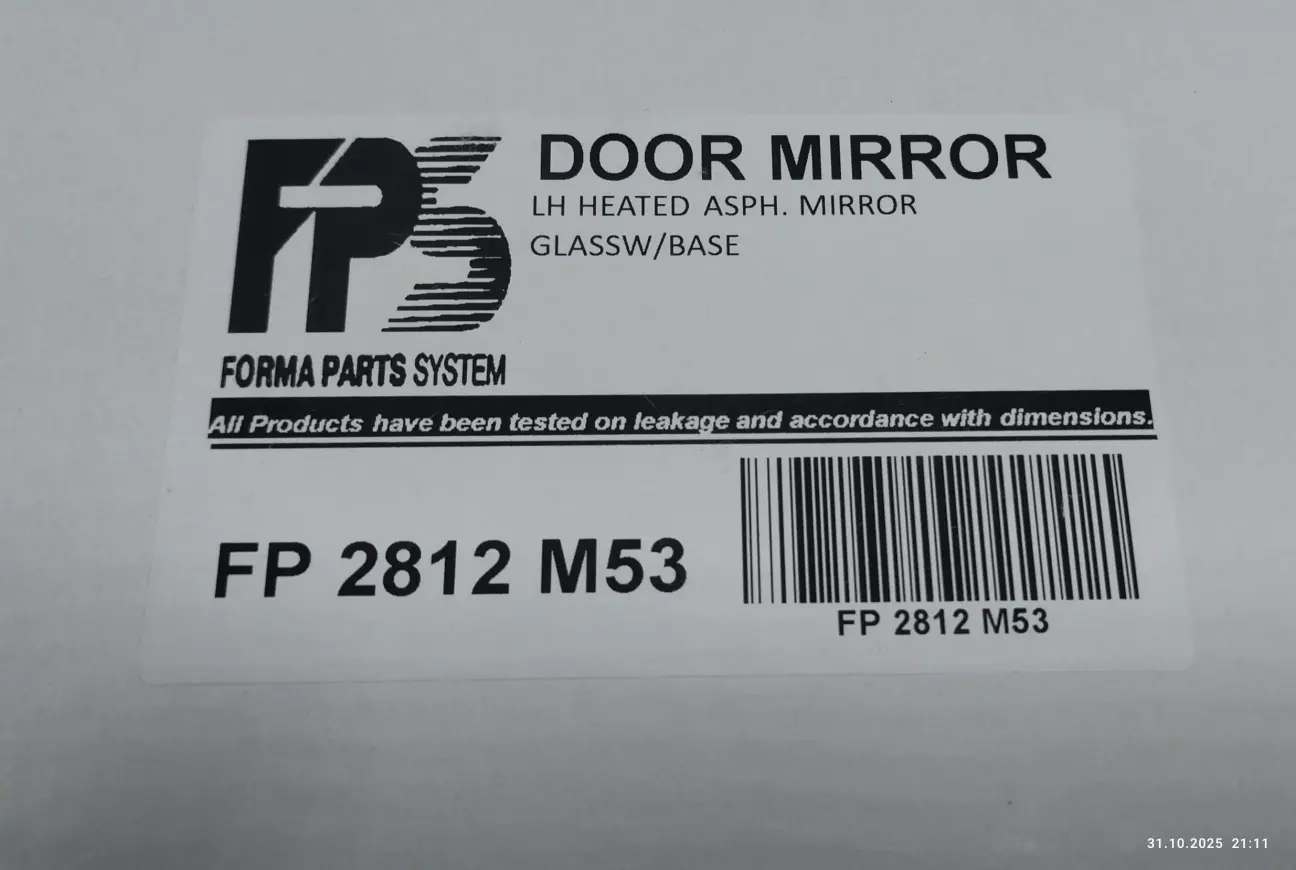 FPS
DOOR MIRROR
LH HEATED ASPH. MIRROR
GLASSW/BASE
FORMA PARTS SYSTEM
All Products have been tested on leakage and accordance with dimensions.
FP 2812 M53
FP 2812 M53
31.10.2025 21:11